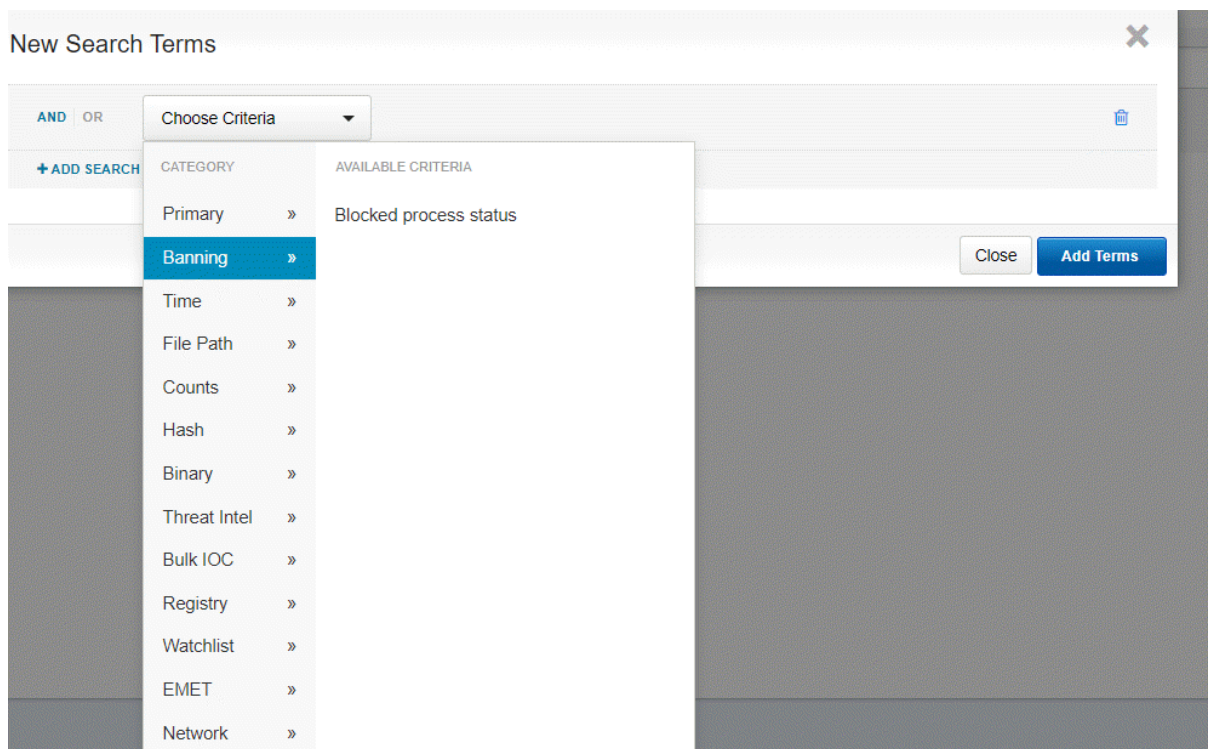 New Search Terms
AND OR Choose Criteria
+ ADD SEARCH
CATEGORY AVAILABLE CRITERIA
Primary » Blocked process status
Banning »
Close Add Terms
Time »
File Path »
Counts »
Hash »
Binary »
Threat Intel »
Bulk IOC »
Registry »
Watchlist »
EMET »
Network »